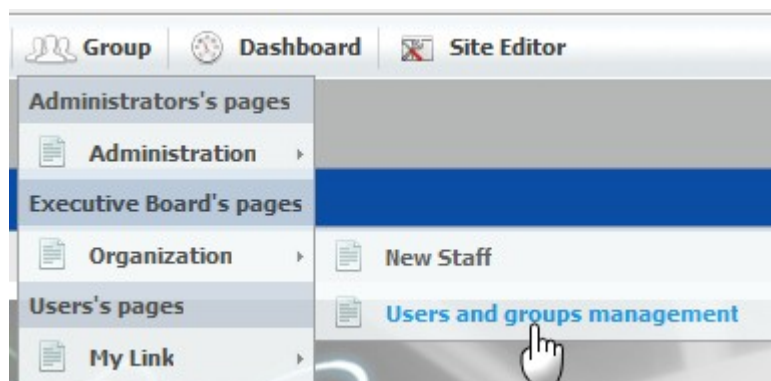 Group Dashboard Site Editor
Administrators's pages
Administration
Executive Board's pages
Organization
New Staff
Users's pages
Users and groups management
My Link